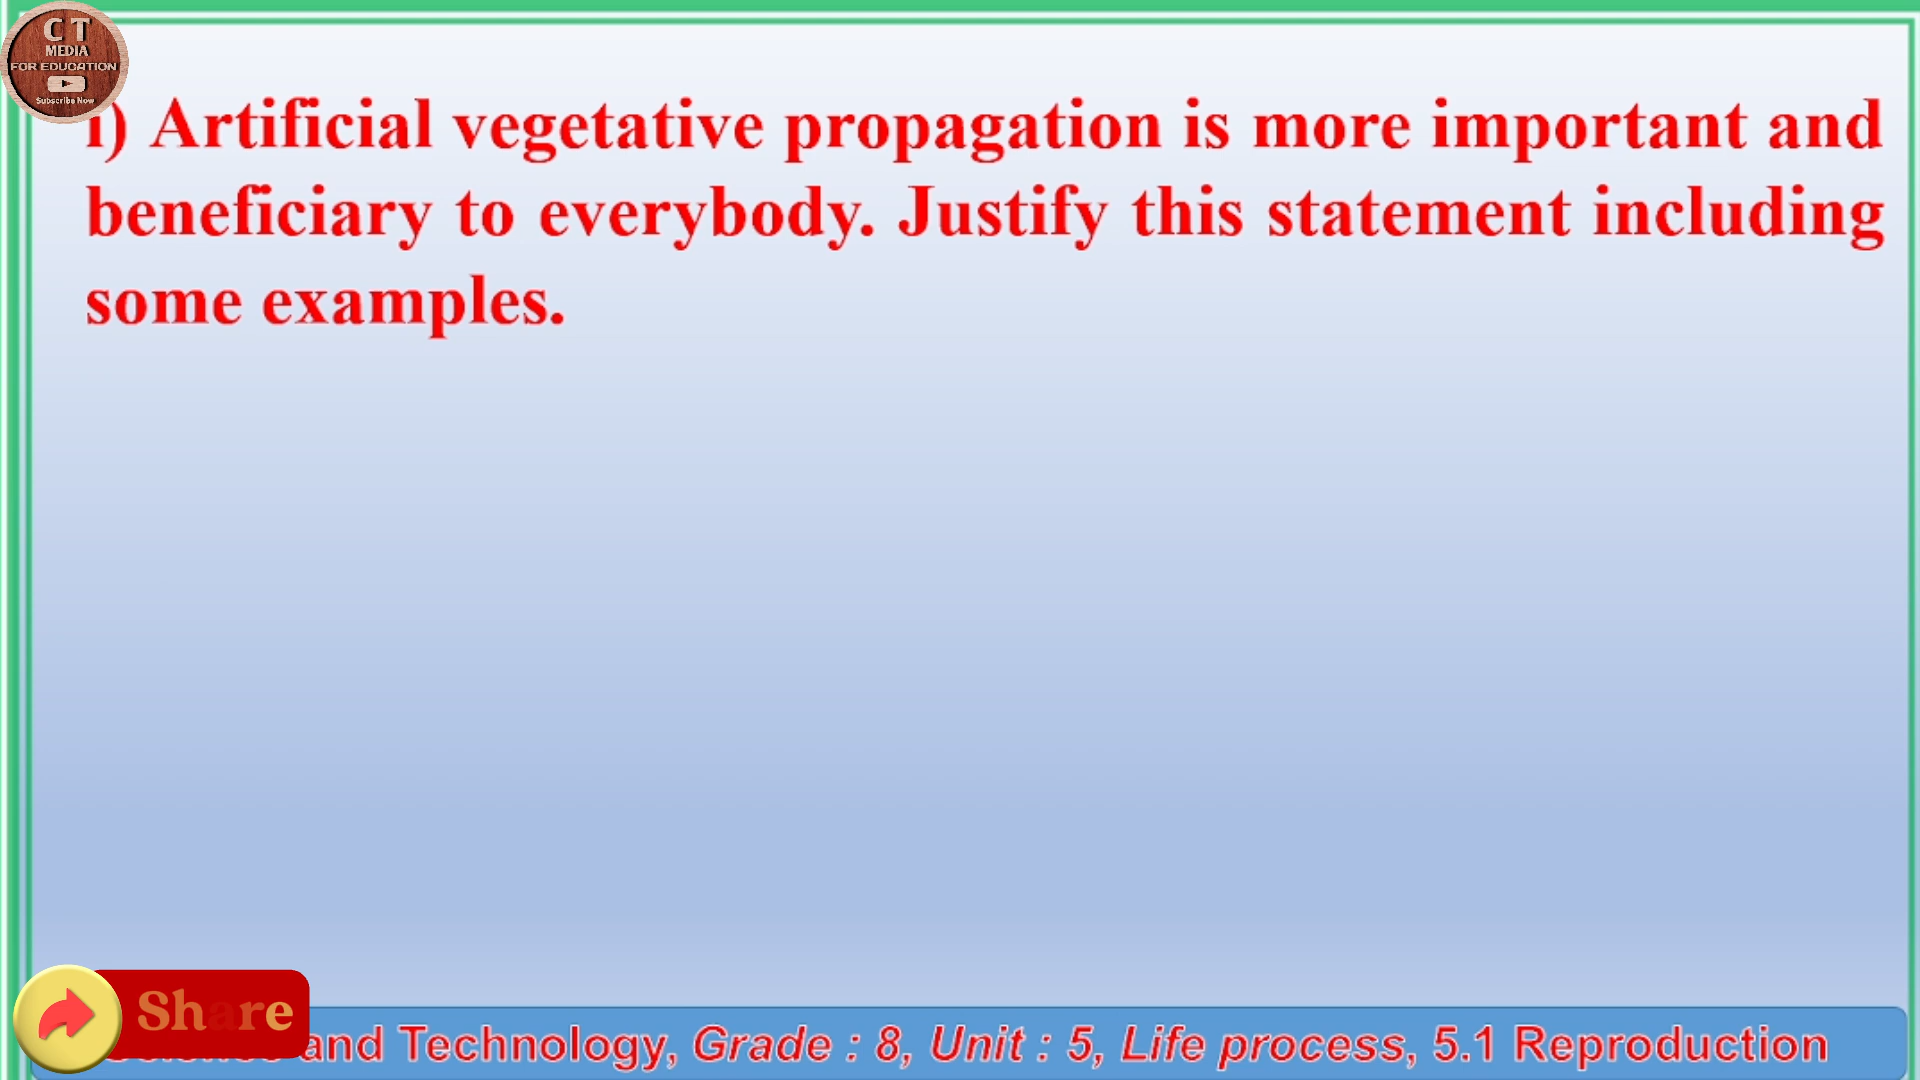 C T
MEDIA
FOR EDUCATION
Subscribe Now
i) Artificial vegetative propagation is more important and
beneficiary to everybody. Justify this statement including
some examples.
Share
Science and Technology, Grade : 8, Unit : 5, Life process, 5.1 Reproduction